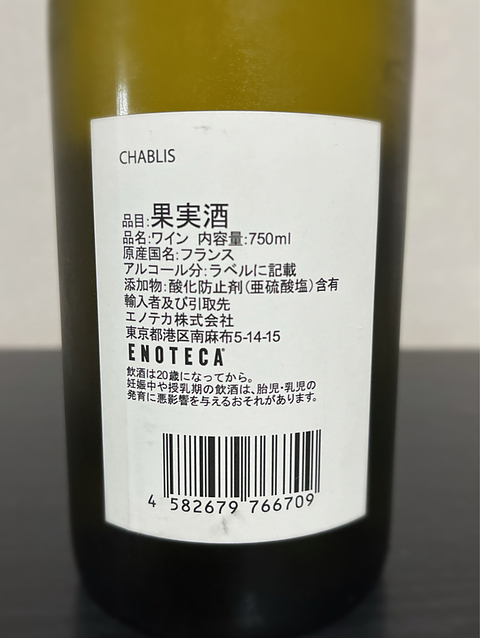 CHABLIS
品目:果実酒
品名:ワイン 内容量:750ml
原産国名:フランス
アルコール分:ラベルに記載
添加物:酸化防止剤(亜硫酸塩)含有
輸入者及び引取先
エノテカ株式会社
東京都港区南麻布5-14-15
ENOTECA
飲酒は20歳になってから。
妊娠中や授乳期の飲酒は、胎児・乳児の
発育に悪影響を与えるおそれがあります。
4 582679 766709